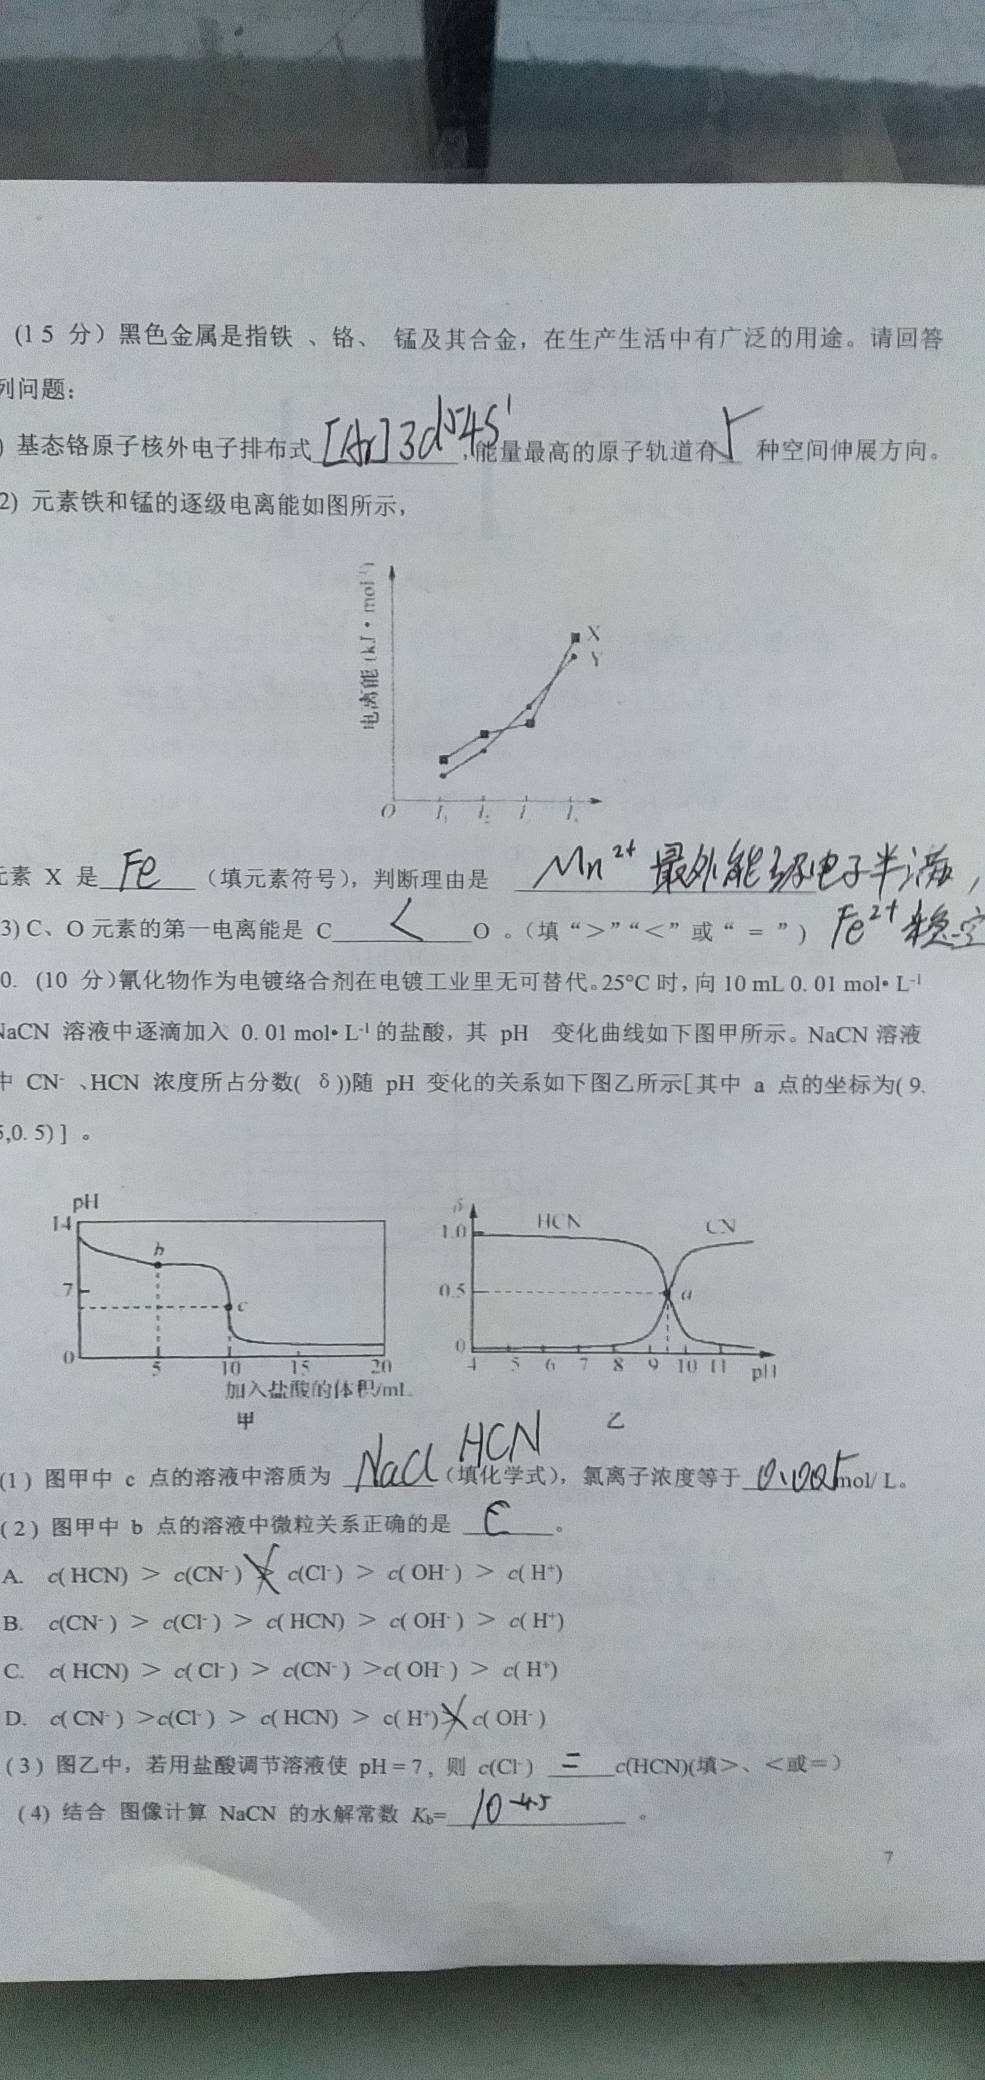 (15 分）黑色金属是指铁 、铬、 锰及其合金，在生产生活中有广泛的用途。请回答
列问题：
) 基态铬原子核外电子排布式 [Ar]3d⁵4s¹ ，能量最高的原子轨道有 5 种空间伸展方向。
2) 元素铁和锰的逐级电离能如图所示，
电离能（kJ·mol⁻¹）
X
Y
O I₁ I₂ I I
元素 X 是 Fe （填元素符号），判断理由是 Mn²⁺ 最外能级电子半满，
3) C、O 元素的第一电离能是 C < O 。（填“>”“<”或“=”) Fe²⁺
0. (10 分)氰化物作为电镀络合剂在电镀工业里无可替代。25°C 时，向 10 mL 0. 01 mol• L⁻¹
NaCN 溶液中逐滴加入 0. 01 mol• L⁻¹ 的盐酸，其 pH 变化曲线如下图甲所示。NaCN 溶液
中 CN⁻ 、HCN 浓度所占分数( δ ))随 pH 变化的关系如下图乙所示[其中 a 点的坐标为( 9.
5,0. 5) ] 。
pH
14
7
0
b
c
5 10 15 20
加入盐酸的体积/mL
甲
δ
1.0
0.5
0
HCN
CN
a
4 5 6 7 8 9 10 11 pH
乙
(1 ) 图甲中 c 点的溶液中溶质为 NaCl HCN （填化学式)，氯离子浓度等于 0.005 mol/ L。
( 2 ) 图甲中 b 点的溶液中微粒关系正确的是 C 。
A. c( HCN) > c(CN⁻ ) > c(Cl⁻ ) > c( OH⁻ ) > c( H⁺)
B. c(CN⁻ ) > c(Cl⁻ ) > c( HCN) > c( OH⁻ ) > c( H⁺)
C. c( HCN) > c( Cl⁻ ) > c(CN⁻ ) >c( OH⁻ ) > c( H⁺)
D. c( CN⁻ ) >c(Cl⁻ ) > c( HCN) > c( H⁺) > c( OH⁻ )
( 3 ) 图乙中，若用盐酸调节溶液使 pH = 7 , 则 c(Cl⁻ ) = c(HCN)(填>、<或= )
( 4) 结合 图像计算 NaCN 的水解常数 Kb= 10⁻⁴·⁵ 。
7